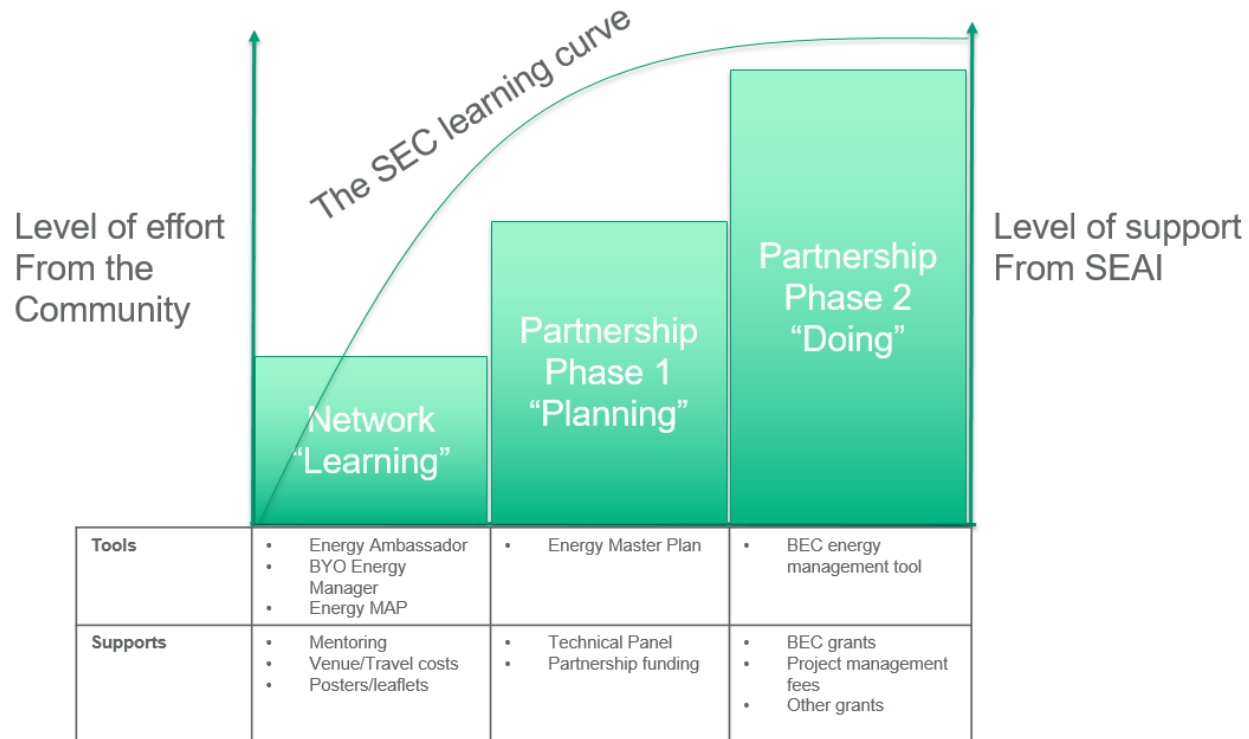 The SEC learning curve
Level of effort
From the
Community
Level of support
From SEAI
Network
“Learning”
Partnership
Phase 1
“Planning”
Partnership
Phase 2
“Doing”
Tools
• Energy Ambassador
• BYO Energy
Manager
• Energy MAP
• Energy Master Plan
• BEC energy
management tool
Supports
• Mentoring
• Venue/Travel costs
• Posters/leaflets
• Technical Panel
• Partnership funding
• BEC grants
• Project management
fees
• Other grants